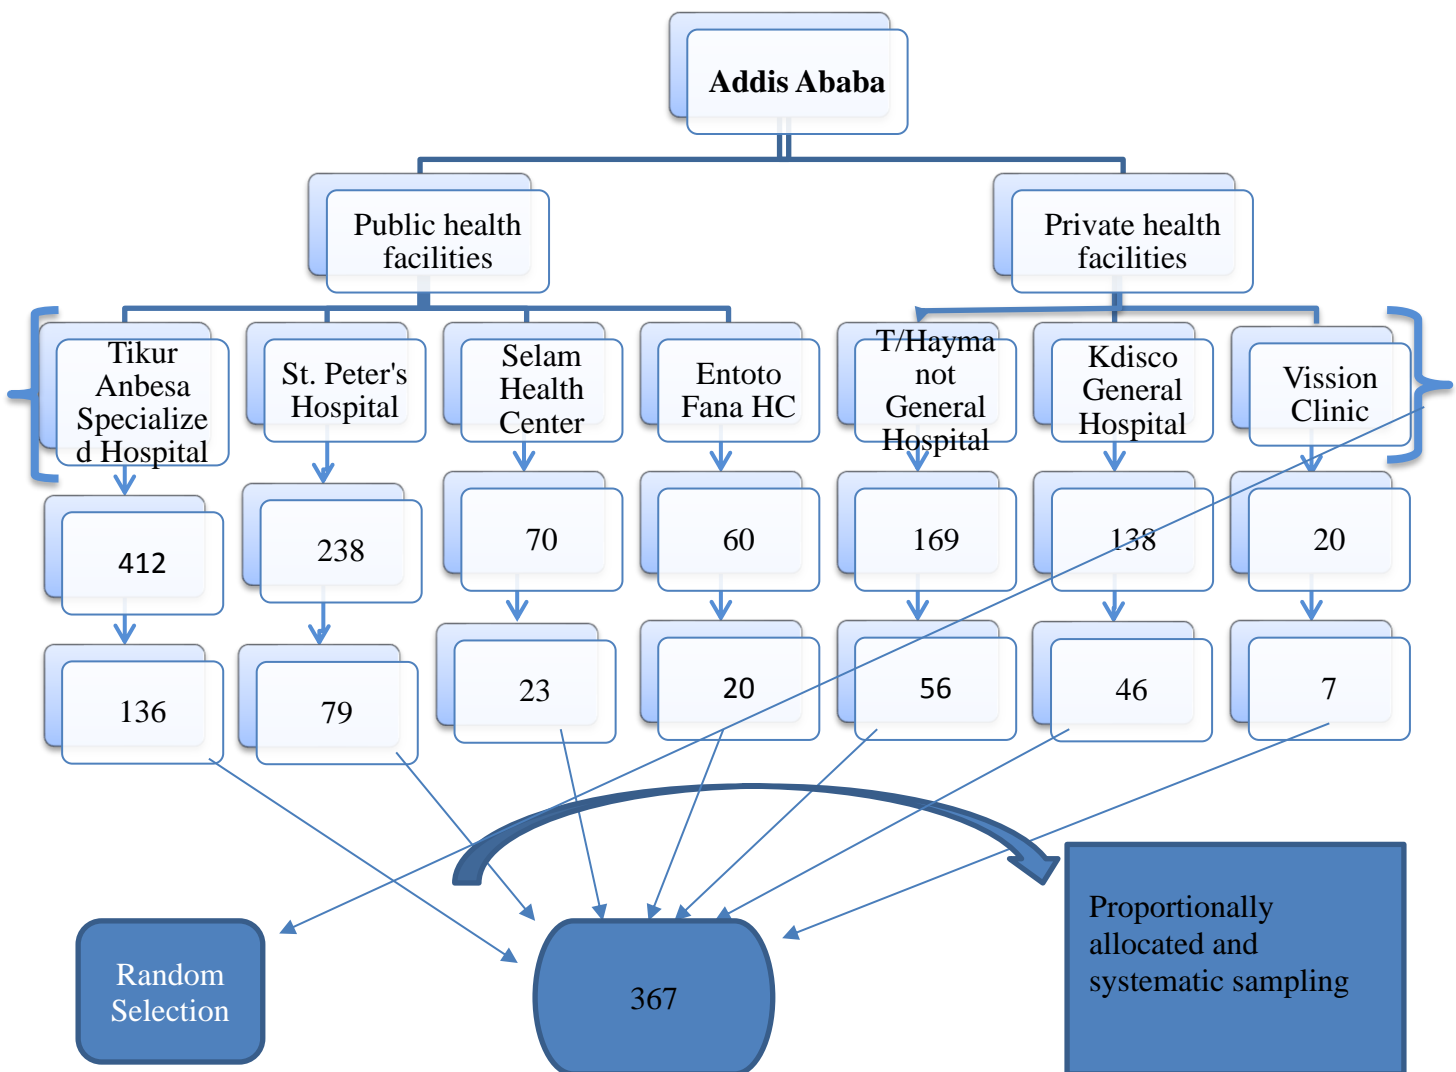 Addis Ababa
Public health
facilities
Private health
facilities
Tikur
Anbesa
Specialize
d Hospital
St. Peter's
Hospital
Selam
Health
Center
Entoto
Fana HC
T/Hayma
not
General
Hospital
Kdisco
General
Hospital
Vission
Clinic
412
238
70
60
169
138
20
136
79
23
20
56
46
7
Random
Selection
367
Proportionally
allocated and
systematic sampling